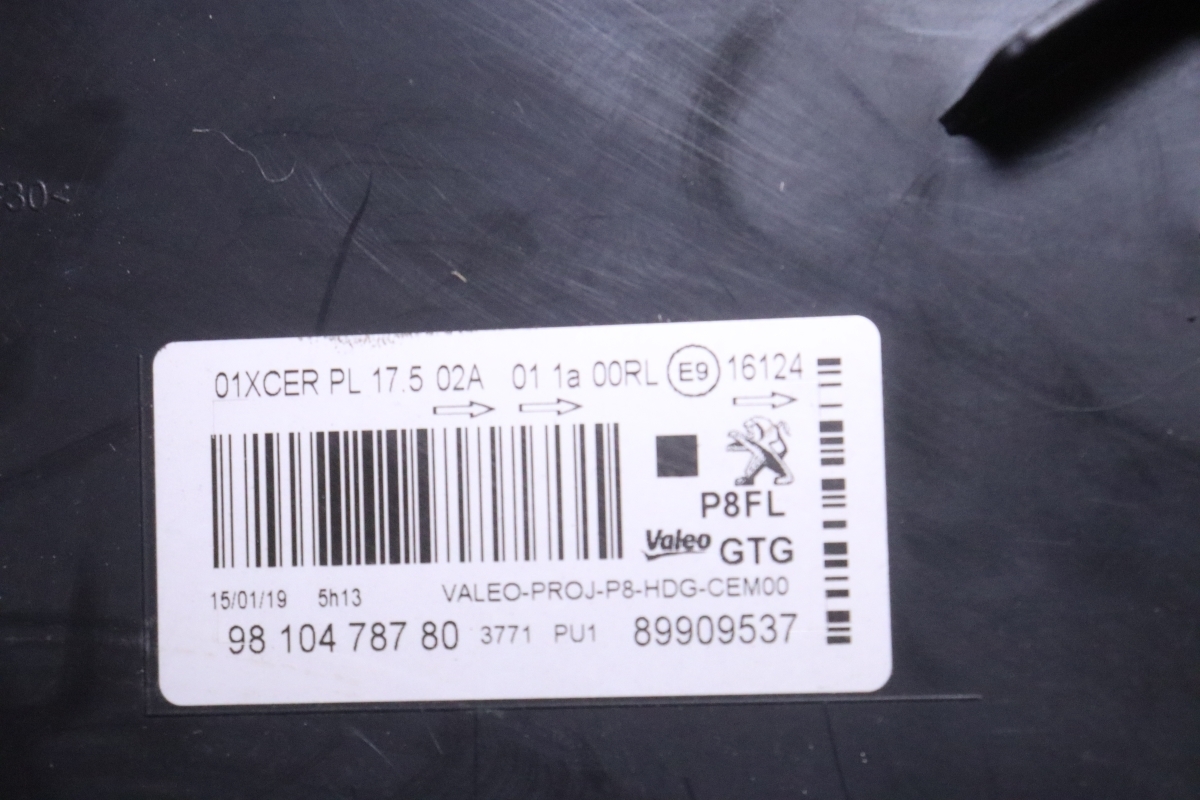 01XCER PL 17.5 02A 01 1a 00RL E9 16124
P8FL
Valeo GTG
15/01/19 5h13 VALEO-PROJ-P8-HDG-CEM00
98 104 787 80 3771 PU1 89909537